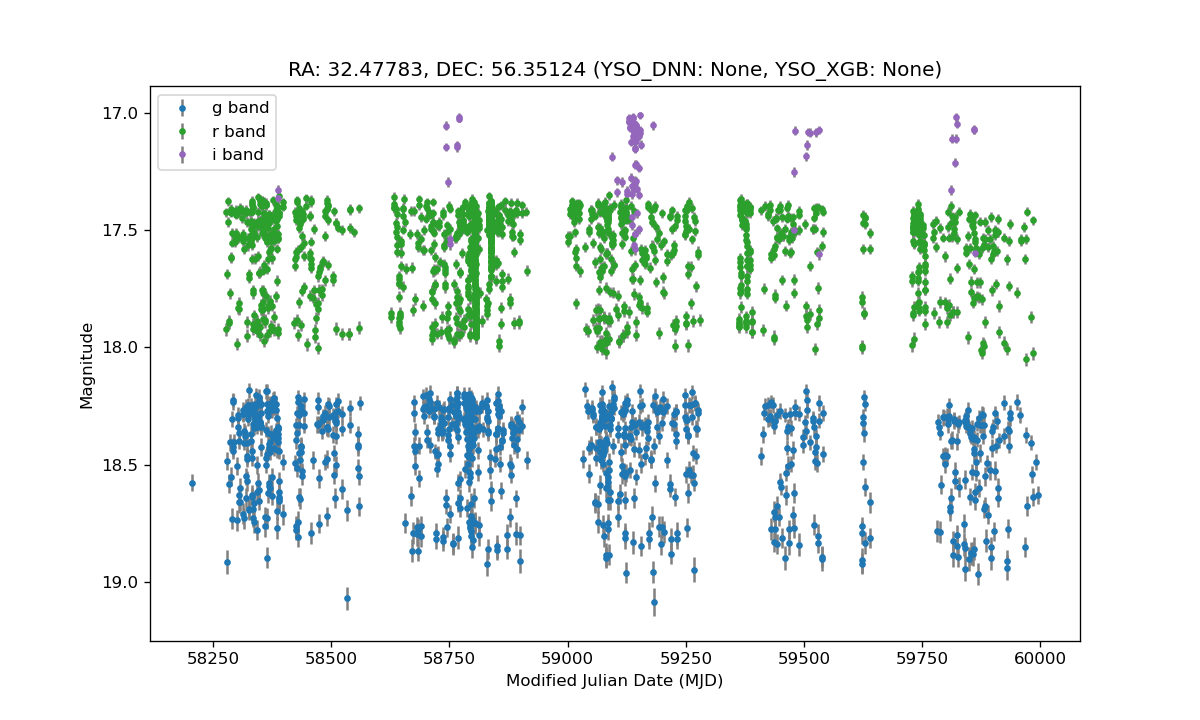 RA: 32.47783, DEC: 56.35124 (YSO_DNN: None, YSO_XGB: None)
g band
r band
i band
17.0
17.5
18.0
18.5
19.0
Magnitude
58250 58500 58750 59000 59250 59500 59750 60000
Modified Julian Date (MJD)